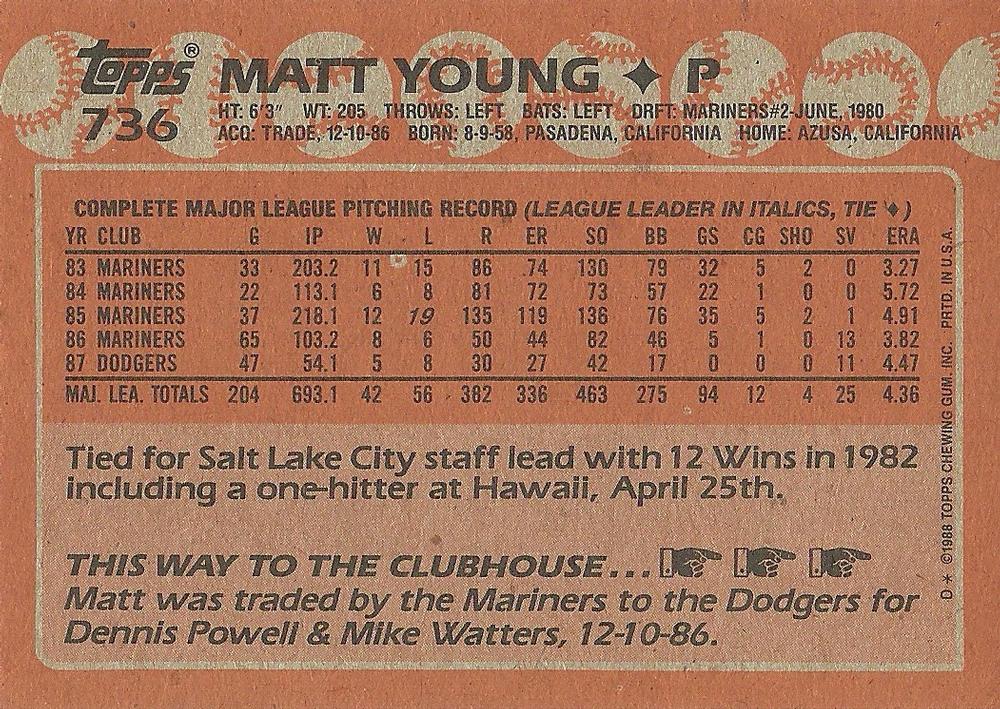 topps® MATT YOUNG ✦ P
736 HT: 6'3" WT: 205 THROWS: LEFT BATS: LEFT DRFT: MARINERS#2-JUNE, 1980
ACQ: TRADE, 12-10-86 BORN: 8-9-58, PASADENA, CALIFORNIA HOME: AZUSA, CALIFORNIA
COMPLETE MAJOR LEAGUE PITCHING RECORD (LEAGUE LEADER IN ITALICS, TIE ♦)
YR CLUB G IP W L R ER SO BB GS CG SHO SV ERA
83 MARINERS 33 203.2 11 15 86 74 130 79 32 5 2 0 3.27
84 MARINERS 22 113.1 6 8 81 72 73 57 22 1 0 0 5.72
85 MARINERS 37 218.1 12 19 135 119 136 76 35 5 2 1 4.91
86 MARINERS 65 103.2 8 6 50 44 82 46 5 1 0 13 3.82
87 DODGERS 47 54.1 5 8 30 27 42 17 0 0 0 11 4.47
MAJ. LEA. TOTALS 204 693.1 42 56 382 336 463 275 94 12 4 25 4.36
Tied for Salt Lake City staff lead with 12 Wins in 1982
including a one-hitter at Hawaii, April 25th.
THIS WAY TO THE CLUBHOUSE...
Matt was traded by the Mariners to the Dodgers for
Dennis Powell & Mike Watters, 12-10-86.
D* ©1988 TOPPS CHEWING GUM, INC. PRTD. IN U.S.A.